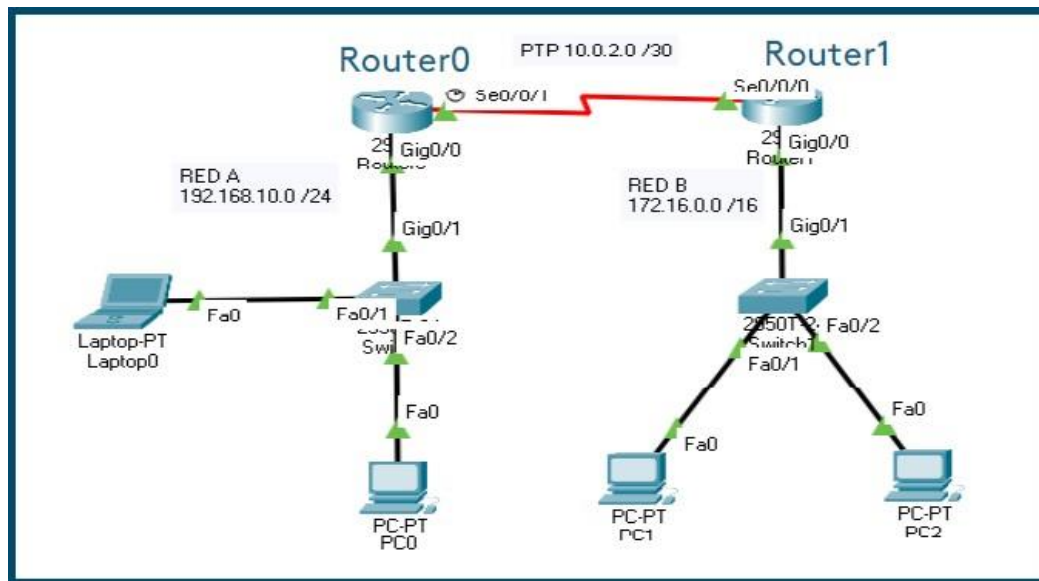 Router0
PTP 10.0.2.0 /30
Router1
Se0/0/1
Se0/0/0
Gig0/0
Gig0/0
RED A
192.168.10.0 /24
RED B
172.16.0.0 /16
Gig0/1
Gig0/1
Fa0
Fa0/1
Fa0/2
Laptop-PT
Laptop0
Fa0/2
Fa0/1
Fa0
Fa0
Fa0
PC-PT
PC0
PC-PT
PC1
PC-PT
PC2